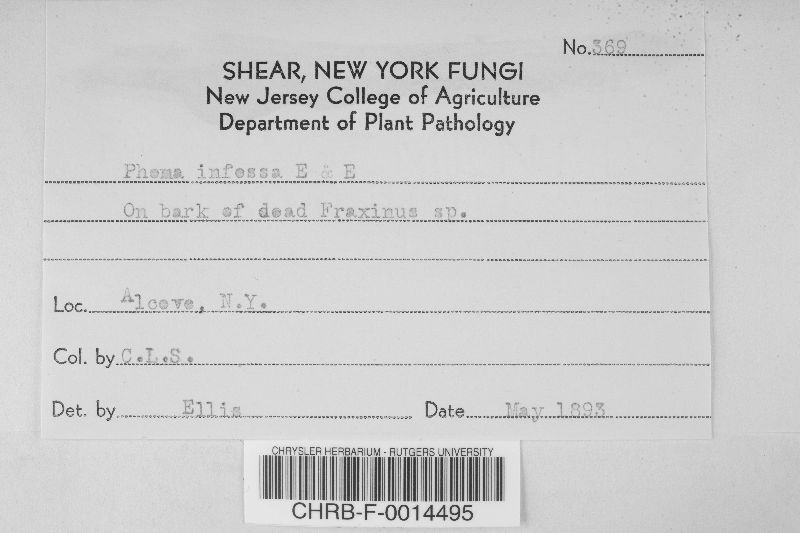 No. 369
SHEAR, NEW YORK FUNGI
New Jersey College of Agriculture
Department of Plant Pathology
Phoma infossa E & E
On bark of dead Fraxinus sp.
Loc. Alcove, N.Y.
Col. by C.L.S.
Det. by Ellis Date May 1893
CHRYSLER HERBARIUM - RUTGERS UNIVERSITY
CHRB-F-0014495